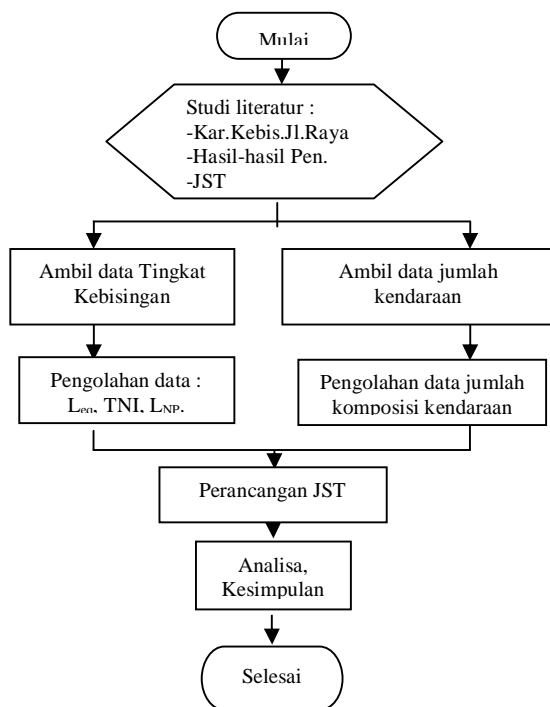 Mulai
Studi literatur :
-Kar.Kebis.Jl.Raya
-Hasil-hasil Pen.
-JST
Ambil data Tingkat
Kebisingan
Ambil data jumlah
kendaraan
Pengolahan data :
Leq, TNI, LNP.
Pengolahan data jumlah
komposisi kendaraan
Perancangan JST
Analisa,
Kesimpulan
Selesai